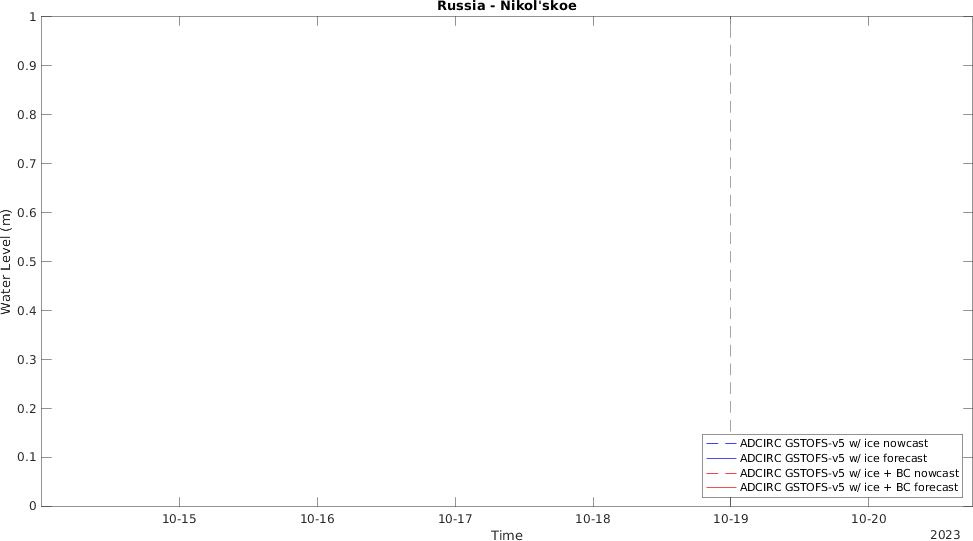 Russia - Nikol'skoe
1
0.9
0.8
0.7
0.6
0.5
0.4
0.3
0.2
0.1
0
Water Level (m)
ADCIRC GSTOFS-v5 w/ ice nowcast
ADCIRC GSTOFS-v5 w/ ice forecast
ADCIRC GSTOFS-v5 w/ ice + BC nowcast
ADCIRC GSTOFS-v5 w/ ice + BC forecast
10-15 10-16 10-17 10-18 10-19 10-20
Time
2023